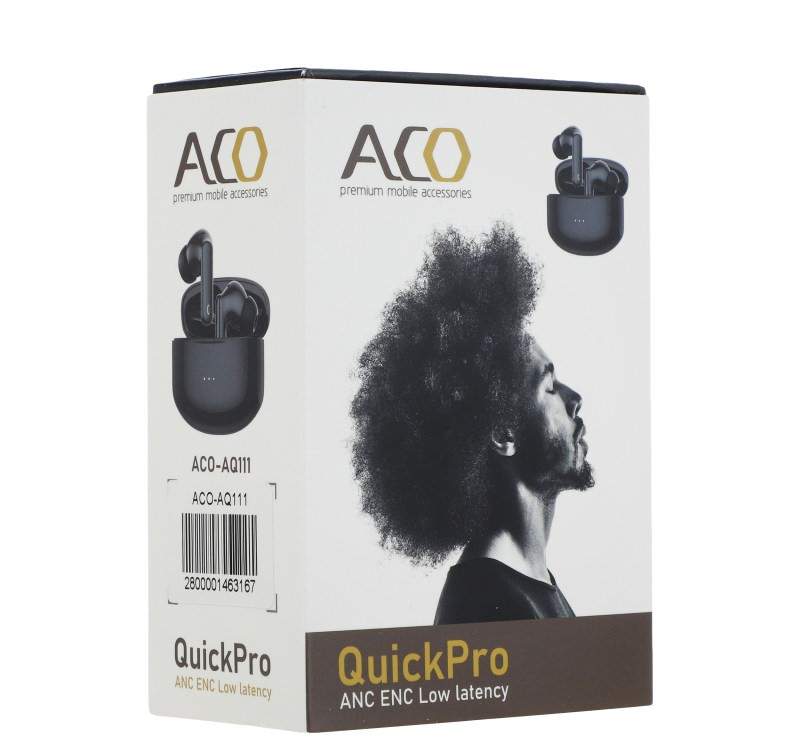 ACO
premium mobile accessories
ACO-AQ111
ACO-AQ111
2800001463167
QuickPro
ANC ENC Low latency
ACO
premium mobile accessories
QuickPro
ANC ENC Low latency